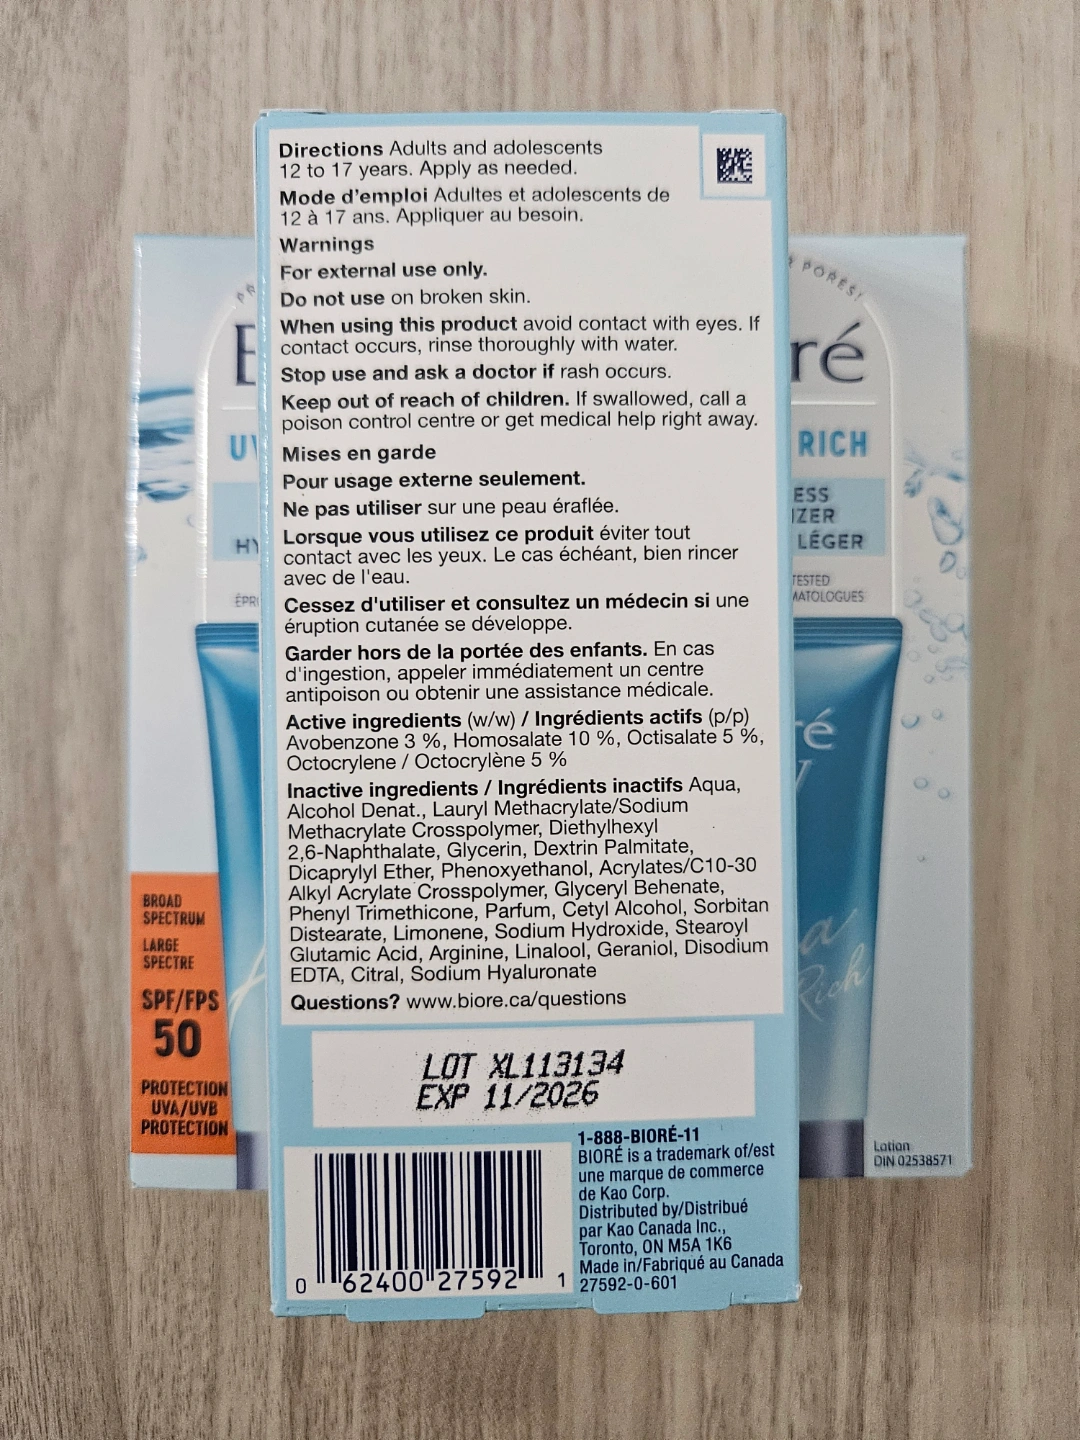 Directions Adults and adolescents
12 to 17 years. Apply as needed.
Mode d'emploi Adultes et adolescents de
12 à 17 ans. Appliquer au besoin.
Warnings
For external use only.
Do not use on broken skin.
When using this product avoid contact with eyes. If
contact occurs, rinse thoroughly with water.
Stop use and ask a doctor if rash occurs.
Keep out of reach of children. If swallowed, call a
poison control centre or get medical help right away.
Mises en garde
Pour usage externe seulement.
Ne pas utiliser sur une peau éraflée.
Lorsque vous utilisez ce produit éviter tout
contact avec les yeux. Le cas échéant, bien rincer
avec de l'eau.
Cessez d'utiliser et consultez un médecin si une
éruption cutanée se développe.
Garder hors de la portée des enfants. En cas
d'ingestion, appeler immédiatement un centre
antipoison ou obtenir une assistance médicale.
Active ingredients (w/w) / Ingrédients actifs (p/p)
Avobenzone 3 %, Homosalate 10 %, Octisalate 5 %,
Octocrylene / Octocrylène 5 %
Inactive ingredients / Ingrédients inactifs Aqua,
Alcohol Denat., Lauryl Methacrylate/Sodium
Methacrylate Crosspolymer, Diethylhexyl
2,6-Naphthalate, Glycerin, Dextrin Palmitate,
Dicaprylyl Ether, Phenoxyethanol, Acrylates/C10-30
Alkyl Acrylate Crosspolymer, Glyceryl Behenate,
Phenyl Trimethicone, Parfum, Cetyl Alcohol, Sorbitan
Distearate, Limonene, Sodium Hydroxide, Stearoyl
Glutamic Acid, Arginine, Linalool, Geraniol, Disodium
EDTA, Citral, Sodium Hyaluronate
Questions? www.biore.ca/questions
LOT XL113134
EXP 11/2026
0 62400 27592 1
1-888-BIORÉ-11
BIORÉ is a trademark of/est
une marque de commerce
de Kao Corp.
Distributed by/Distribué
par Kao Canada Inc.,
Toronto, ON M5A 1K6
Made in/Fabriqué au Canada
27592-0-601
BROAD
SPECTRUM
LARGE
SPECTRE
SPF/FPS
50
PROTECTION
UVA/UVB
PROTECTION
PORES!
ré
RICH
ESS
IZER
LÉGER
TESTED
MATOLOGUES
ré
a
Rich
Lotion
DIN 02538571